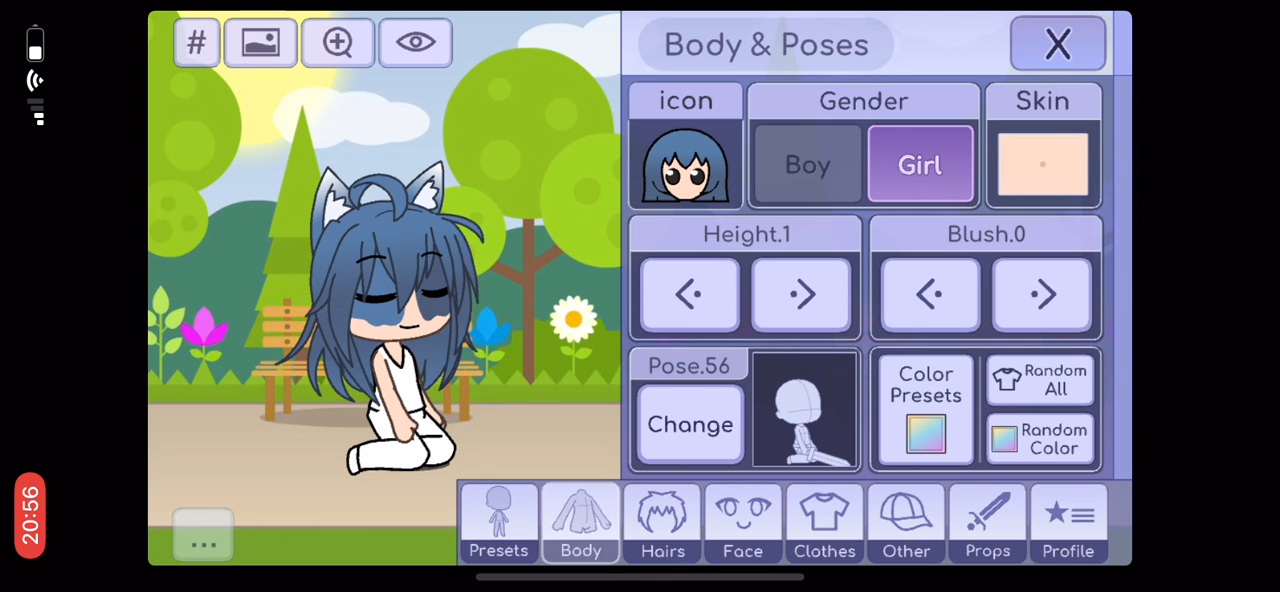 20:56
#
...
Body & Poses
X
icon
Gender
Skin
Boy
Girl
Height.1
Blush.0
Pose.56
Change
Color
Presets
Random
All
Random
Color
Presets
Body
Hairs
Face
Clothes
Other
Props
Profile